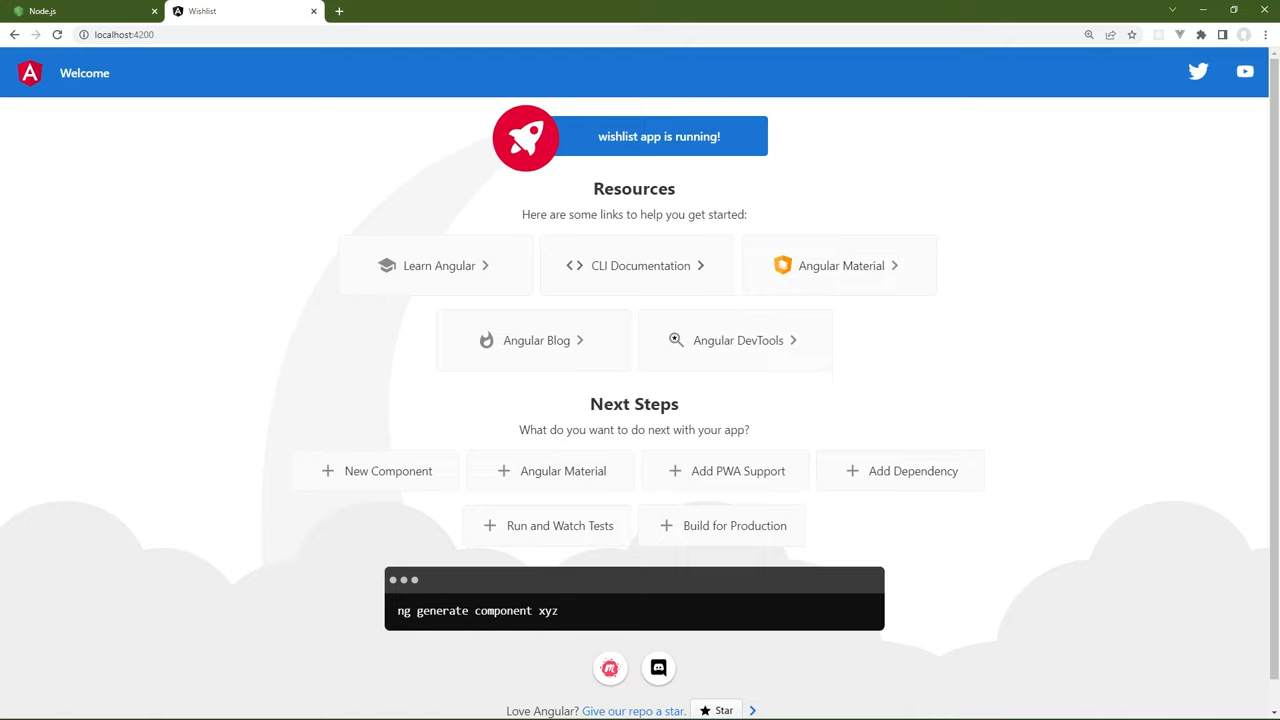 Node.js
Wishlist
localhost:4200
Welcome
wishlist app is running!
Resources
Here are some links to help you get started:
Learn Angular
CLI Documentation
Angular Material
Angular Blog
Angular DevTools
Next Steps
What do you want to do next with your app?
New Component
Angular Material
Add PWA Support
Add Dependency
Run and Watch Tests
Build for Production
ng generate component xyz
Love Angular? Give our repo a star. Star